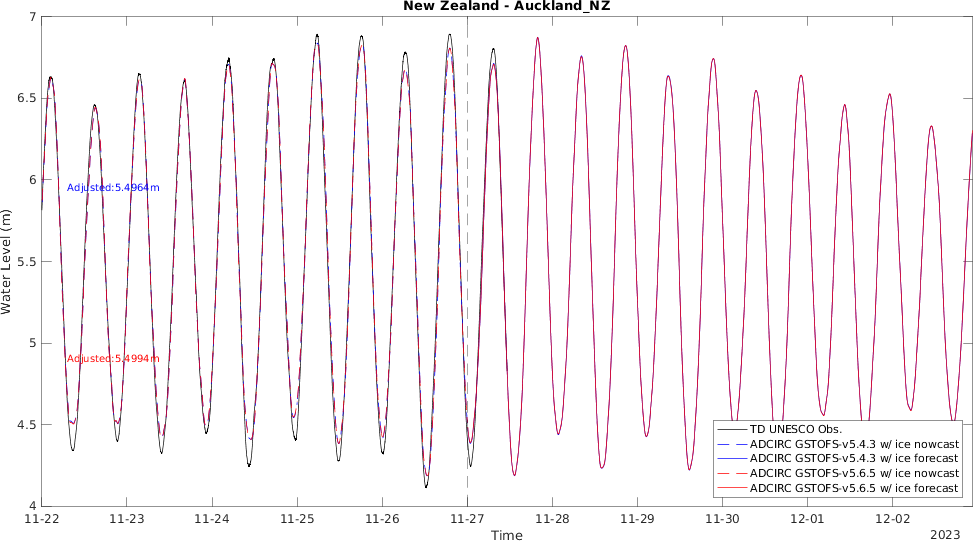 New Zealand - Auckland_NZ
7
6.5
6
5.5
5
4.5
4
Water Level (m)
Adjusted:5.4964m
Adjusted:5.4994m
TD UNESCO Obs.
ADCIRC GSTOFS-v5.4.3 w/ ice nowcast
ADCIRC GSTOFS-v5.4.3 w/ ice forecast
ADCIRC GSTOFS-v5.6.5 w/ ice nowcast
ADCIRC GSTOFS-v5.6.5 w/ ice forecast
11-22 11-23 11-24 11-25 11-26 11-27 11-28 11-29 11-30 12-01 12-02
Time
2023